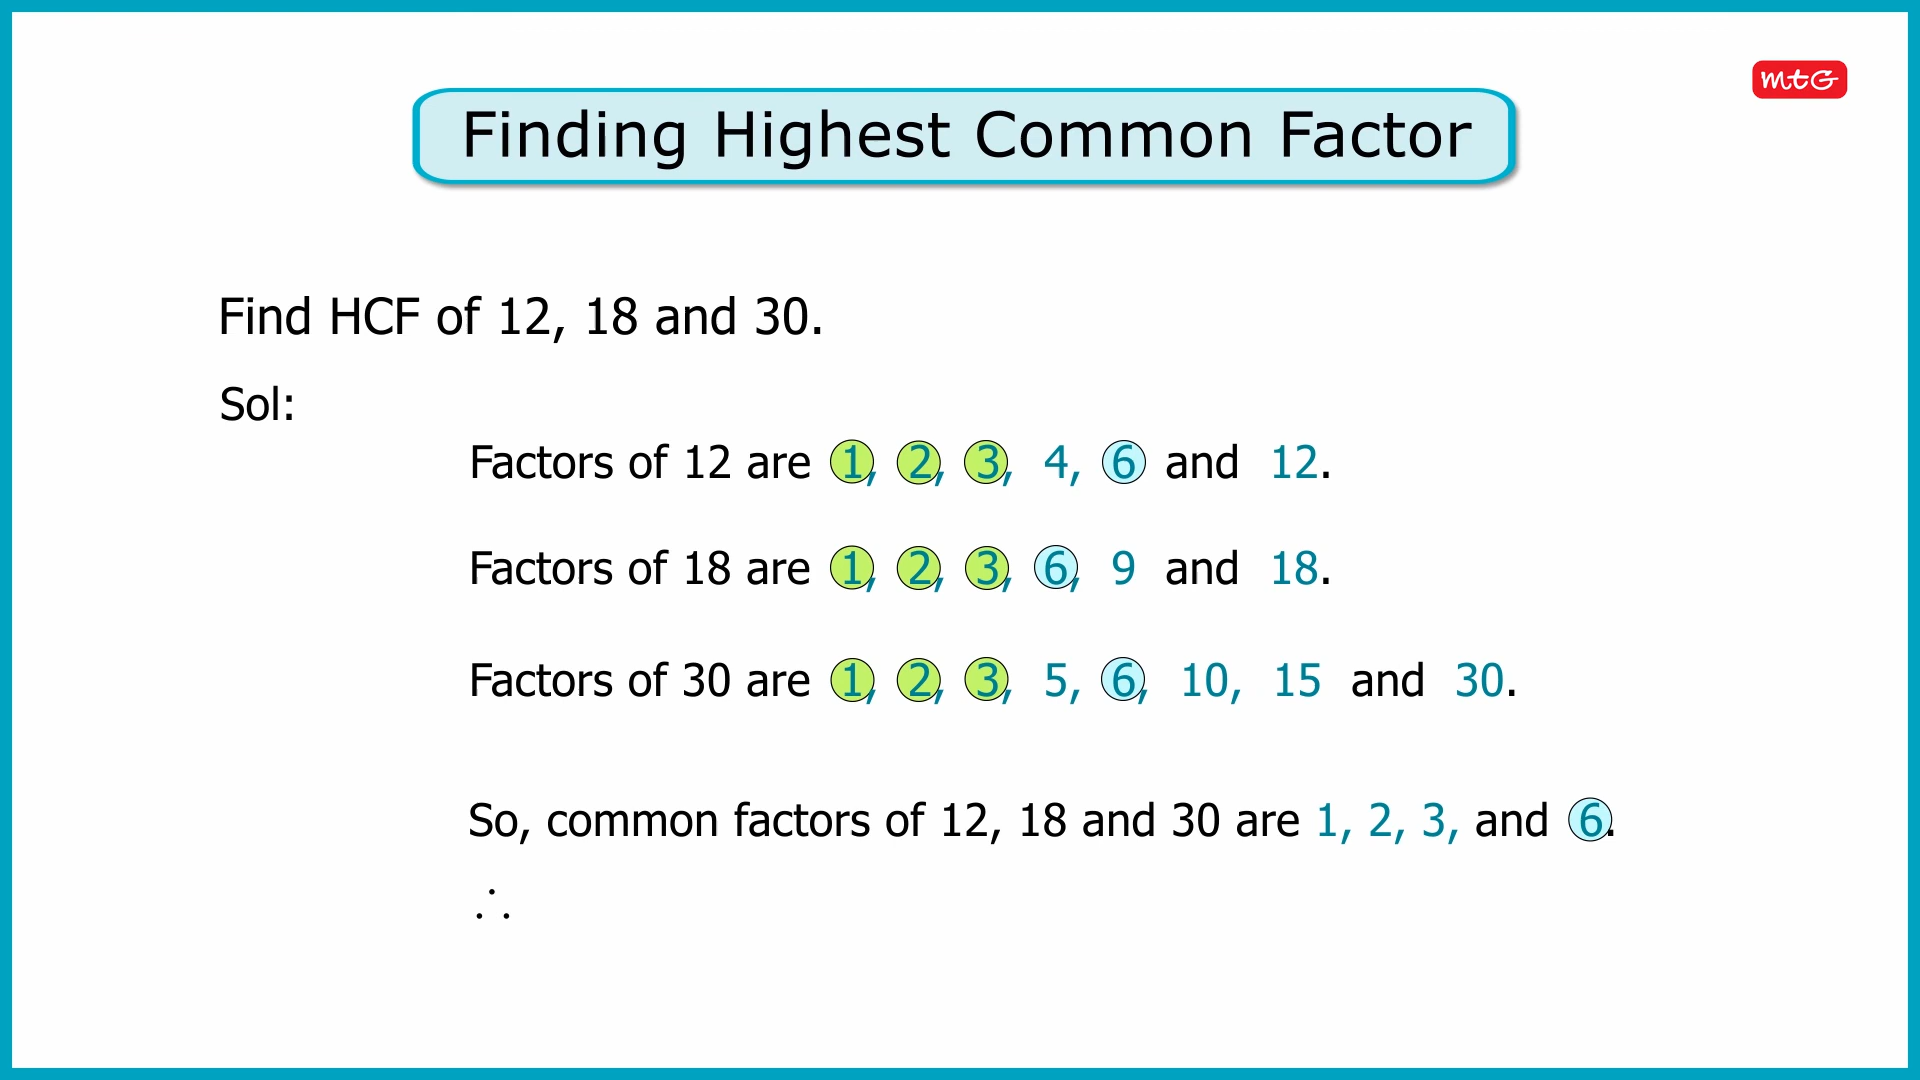 mtG
Finding Highest Common Factor
Find HCF of 12, 18 and 30.
Sol:
Factors of 12 are 1, 2, 3, 4, 6 and 12.
Factors of 18 are 1, 2, 3, 6, 9 and 18.
Factors of 30 are 1, 2, 3, 5, 6, 10, 15 and 30.
So, common factors of 12, 18 and 30 are 1, 2, 3, and 6.
∴